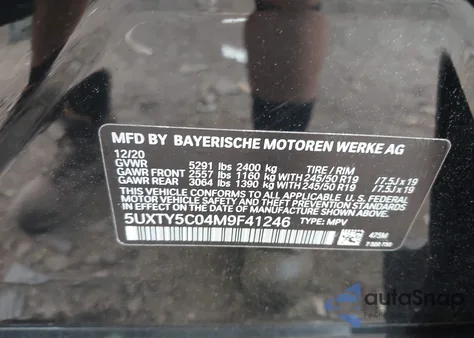 MFD BY BAYERISCHE MOTOREN WERKE AG
12/20
GVWR 5291 lbs 2400 kg TIRE / RIM
GAWR FRONT 2557 lbs 1160 kg 245/50 R19 / 7.5J x 19
GAWR REAR 3064 lbs 1390 kg 245/50 R19 / 7.5J x 19
THIS VEHICLE CONFORMS TO ALL APPLICABLE U.S. FEDERAL
MOTOR VEHICLE SAFETY, BUMPER AND THEFT PREVENTION STANDARDS
IN EFFECT ON THE DATE OF MANUFACTURE SHOWN ABOVE.
5UXTY5C04M9F41246 TYPE: MPV
475M
autoSnap